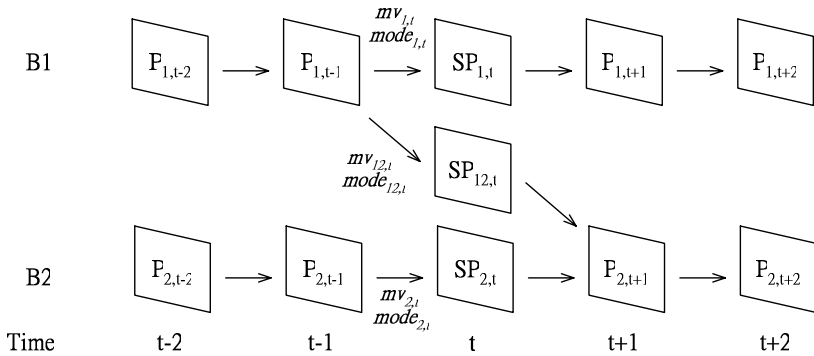 mv1,t
mode1,t
B1 P1,t-2 P1,t-1 SP1,t P1,t+1 P1,t+2
mv12,t
mode12,t
SP12,t
B2 P2,t-2 P2,t-1 SP2,t P2,t+1 P2,t+2
mv2,t
mode2,t
Time t-2 t-1 t t+1 t+2